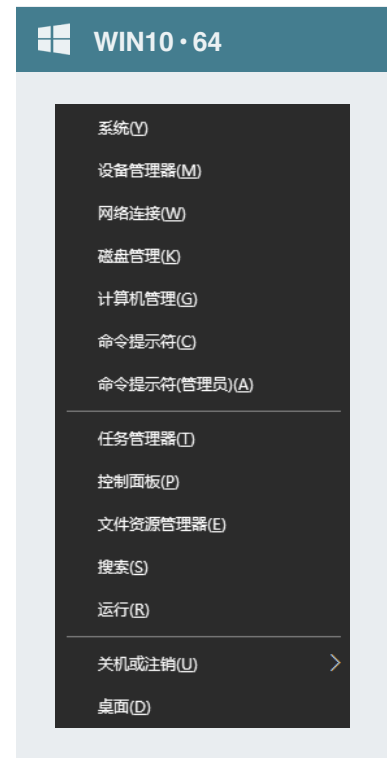 WIN10·64
系统(Y)
设备管理器(M)
网络连接(W)
磁盘管理(K)
计算机管理(G)
命令提示符(C)
命令提示符(管理员)(A)
任务管理器(T)
控制面板(P)
文件资源管理器(E)
搜索(S)
运行(R)
关机或注销(U)
桌面(D)